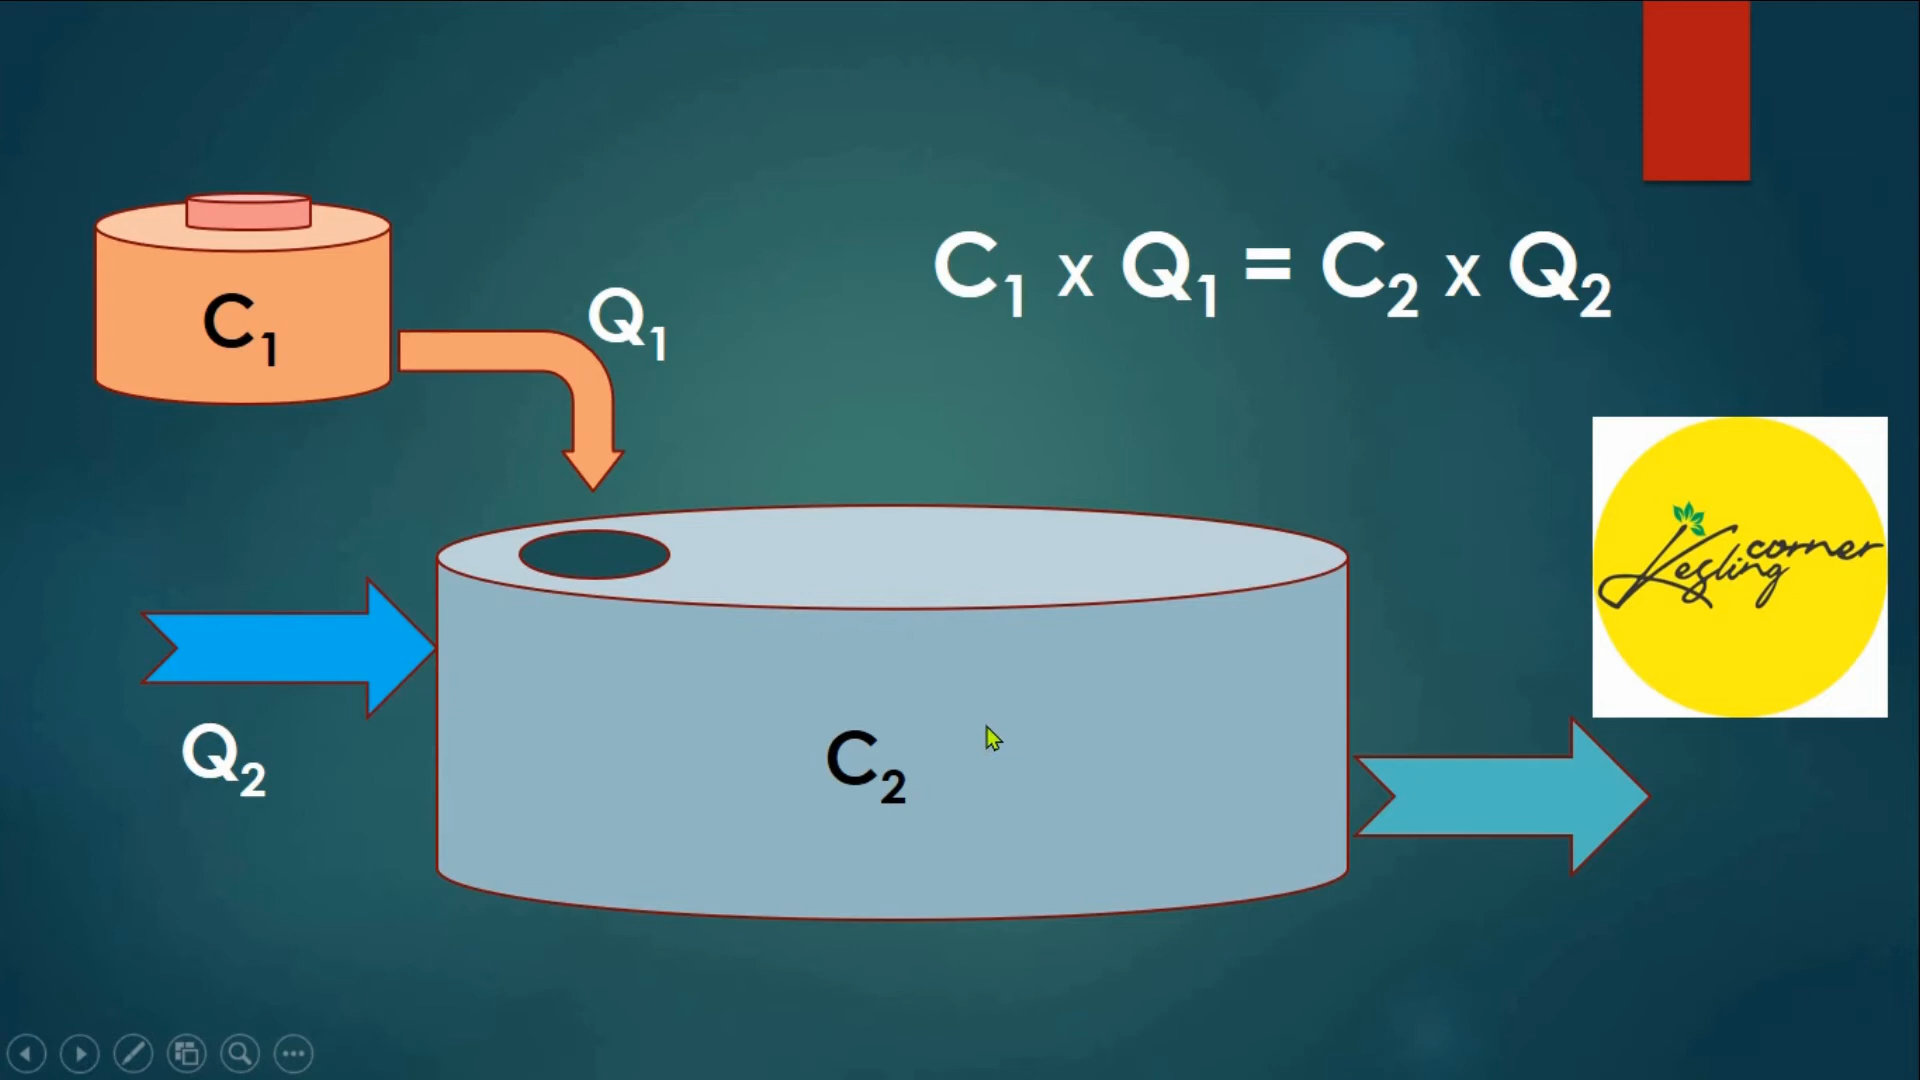 C₁ x Q₁ = C₂ x Q₂
C₁
Q₁
corner
Kesling
Q₂
C₂